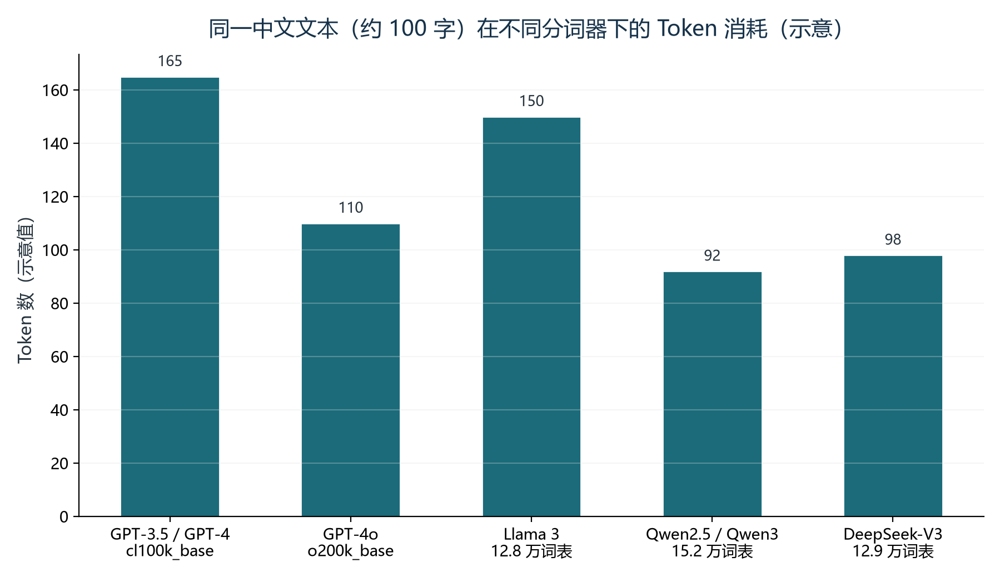 同一中文文本（约 100 字）在不同分词器下的 Token 消耗（示意）
Token 数（示意值）
160
140
120
100
80
60
40
20
0
165
110
150
92
98
GPT-3.5 / GPT-4
cl100k_base
GPT-4o
o200k_base
Llama 3
12.8 万词表
Qwen2.5 / Qwen3
15.2 万词表
DeepSeek-V3
12.9 万词表